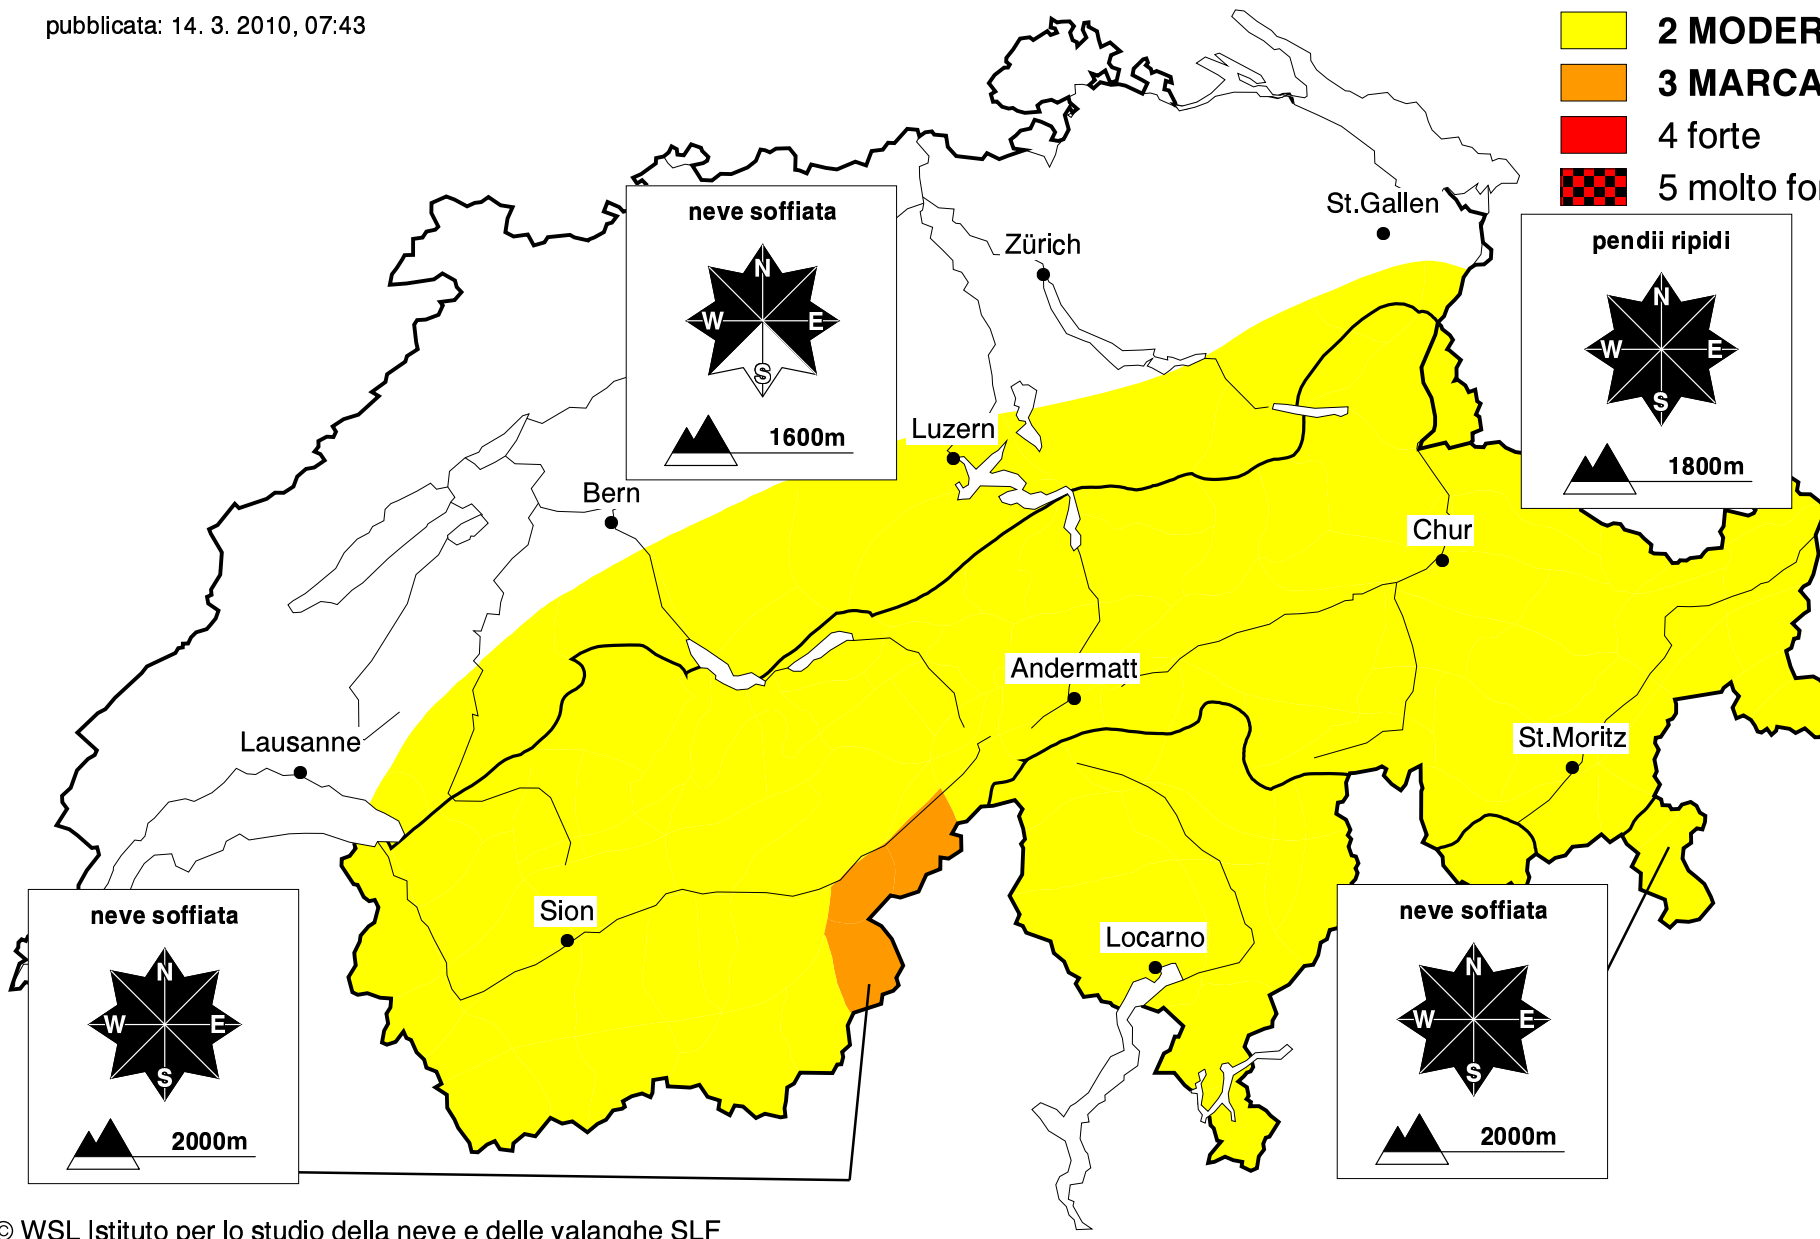 pubblicata: 14. 3. 2010, 07:43
2 MODER
3 MARCA
4 forte
5 molto for
neve soffiata
N
W E
S
1600m
pendii ripidi
N
W E
S
1800m
St.Gallen
Zürich
Luzern
Bern
Chur
Andermatt
Lausanne
St.Moritz
Sion
Locarno
neve soffiata
N
W E
S
2000m
neve soffiata
N
W E
S
2000m
© WSL Istituto per lo studio della neve e delle valanghe SLF